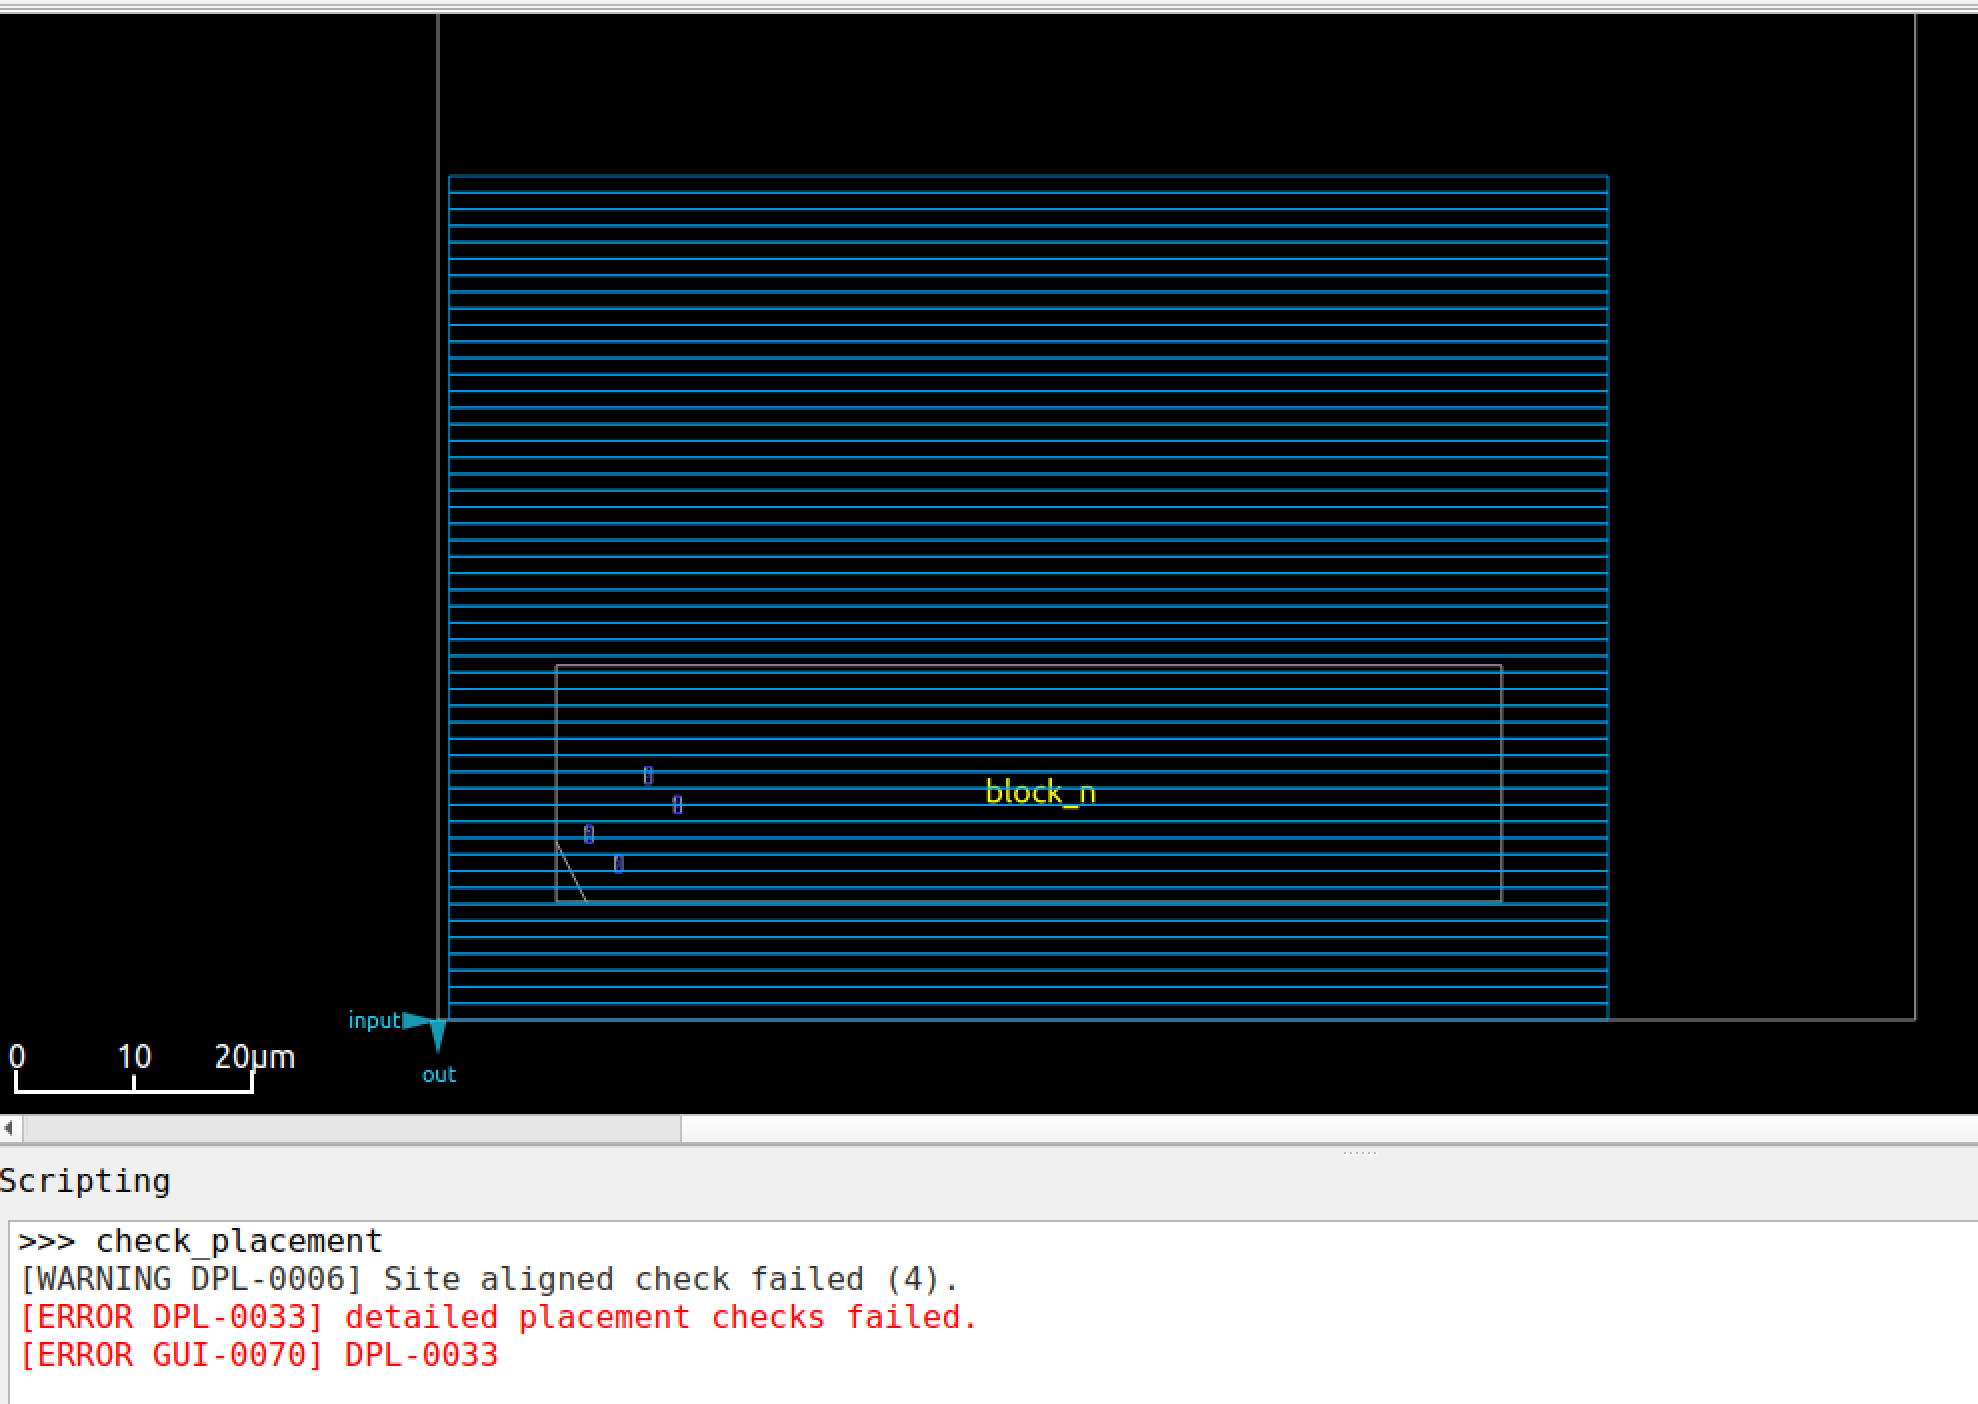 block_n
input
out
0 10 20µm
Scripting
>>> check_placement
[WARNING DPL-0006] Site aligned check failed (4).
[ERROR DPL-0033] detailed placement checks failed.
[ERROR GUI-0070] DPL-0033